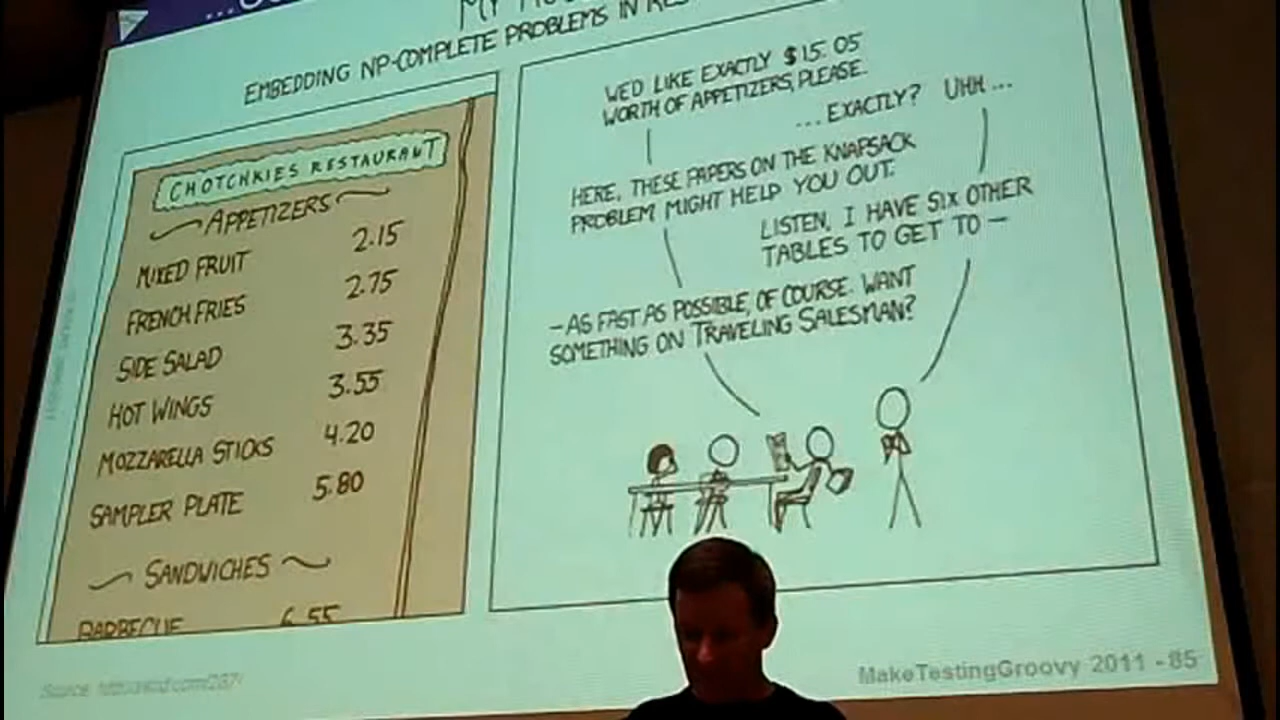 MY
EMBEDDING NP-COMPLETE PROBLEMS IN
CHOTCHKIES RESTAURANT
APPETIZERS
MIXED FRUIT 2.15
FRENCH FRIES 2.75
SIDE SALAD 3.35
HOT WINGS 3.55
MOZZARELLA STICKS 4.20
SAMPLER PLATE 5.80
SANDWICHES
BARBECUE 6.55
WE'D LIKE EXACTLY $15.05
WORTH OF APPETIZERS, PLEASE.
...EXACTLY? UHH...
HERE, THESE PAPERS ON THE KNAPSACK
PROBLEM MIGHT HELP YOU OUT.
LISTEN, I HAVE SIX OTHER
TABLES TO GET TO —
— AS FAST AS POSSIBLE, OF COURSE. WANT
SOMETHING ON TRAVELING SALESMAN?
MakeTestingGroovy 2011 - 85